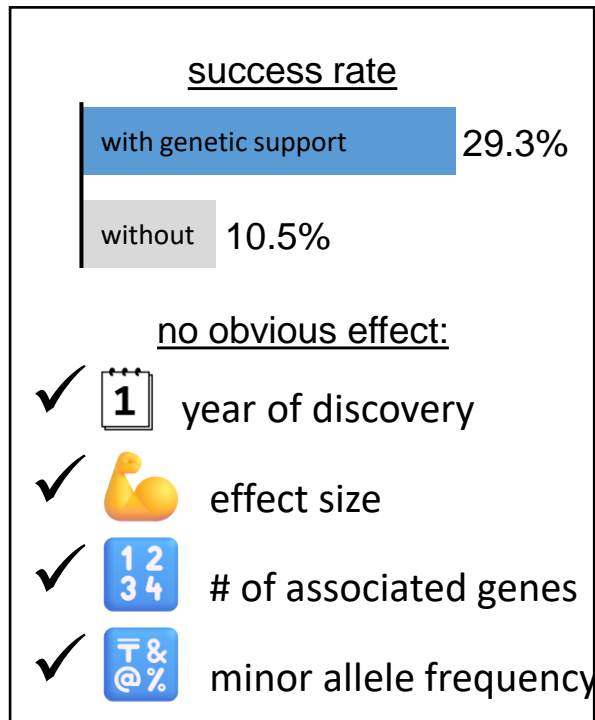 success rate
with genetic support 29.3%
without 10.5%
no obvious effect:
✓ 1 year of discovery
✓ effect size
✓ 1 2 3 4 # of associated genes
✓ 〒 & @ % minor allele frequency